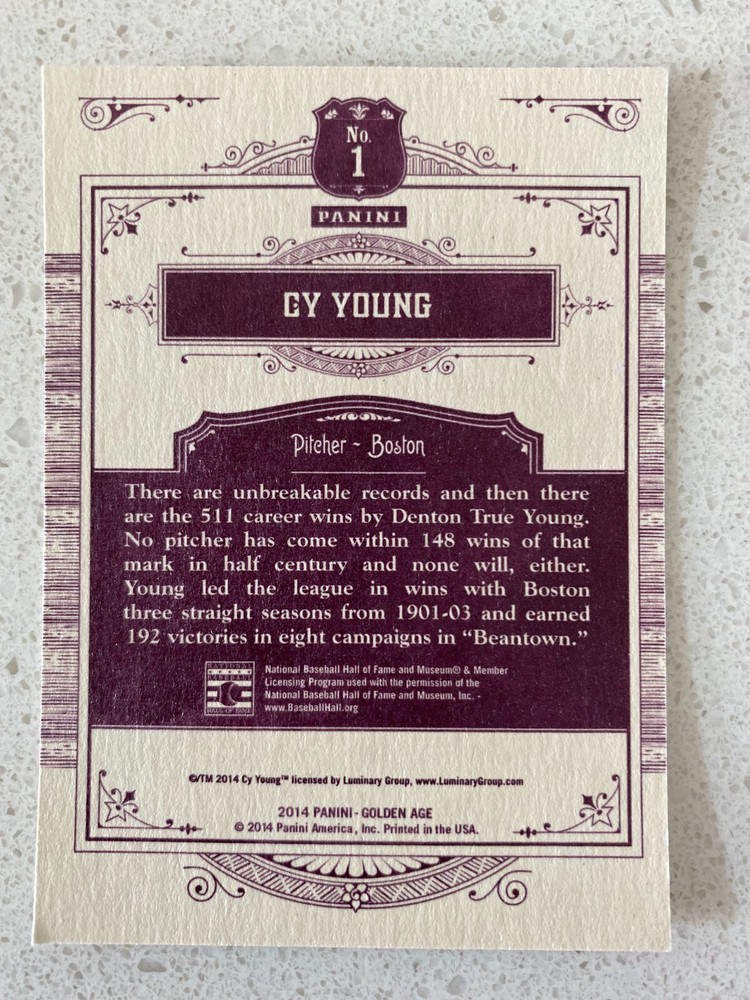 No.
1
PANINI
CY YOUNG
Pitcher ~ Boston
There are unbreakable records and then there
are the 511 career wins by Denton True Young.
No pitcher has come within 148 wins of that
mark in half century and none will, either.
Young led the league in wins with Boston
three straight seasons from 1901-03 and earned
192 victories in eight campaigns in “Beantown.”
NATIONAL
BASEBALL
HALL OF FAME
National Baseball Hall of Fame and Museum® & Member
Licensing Program used with the permission of the
National Baseball Hall of Fame and Museum, Inc. -
www.BaseballHall.org
©/TM 2014 Cy Young™ licensed by Luminary Group, www.LuminaryGroup.com
2014 PANINI - GOLDEN AGE
© 2014 Panini America, Inc. Printed in the USA.